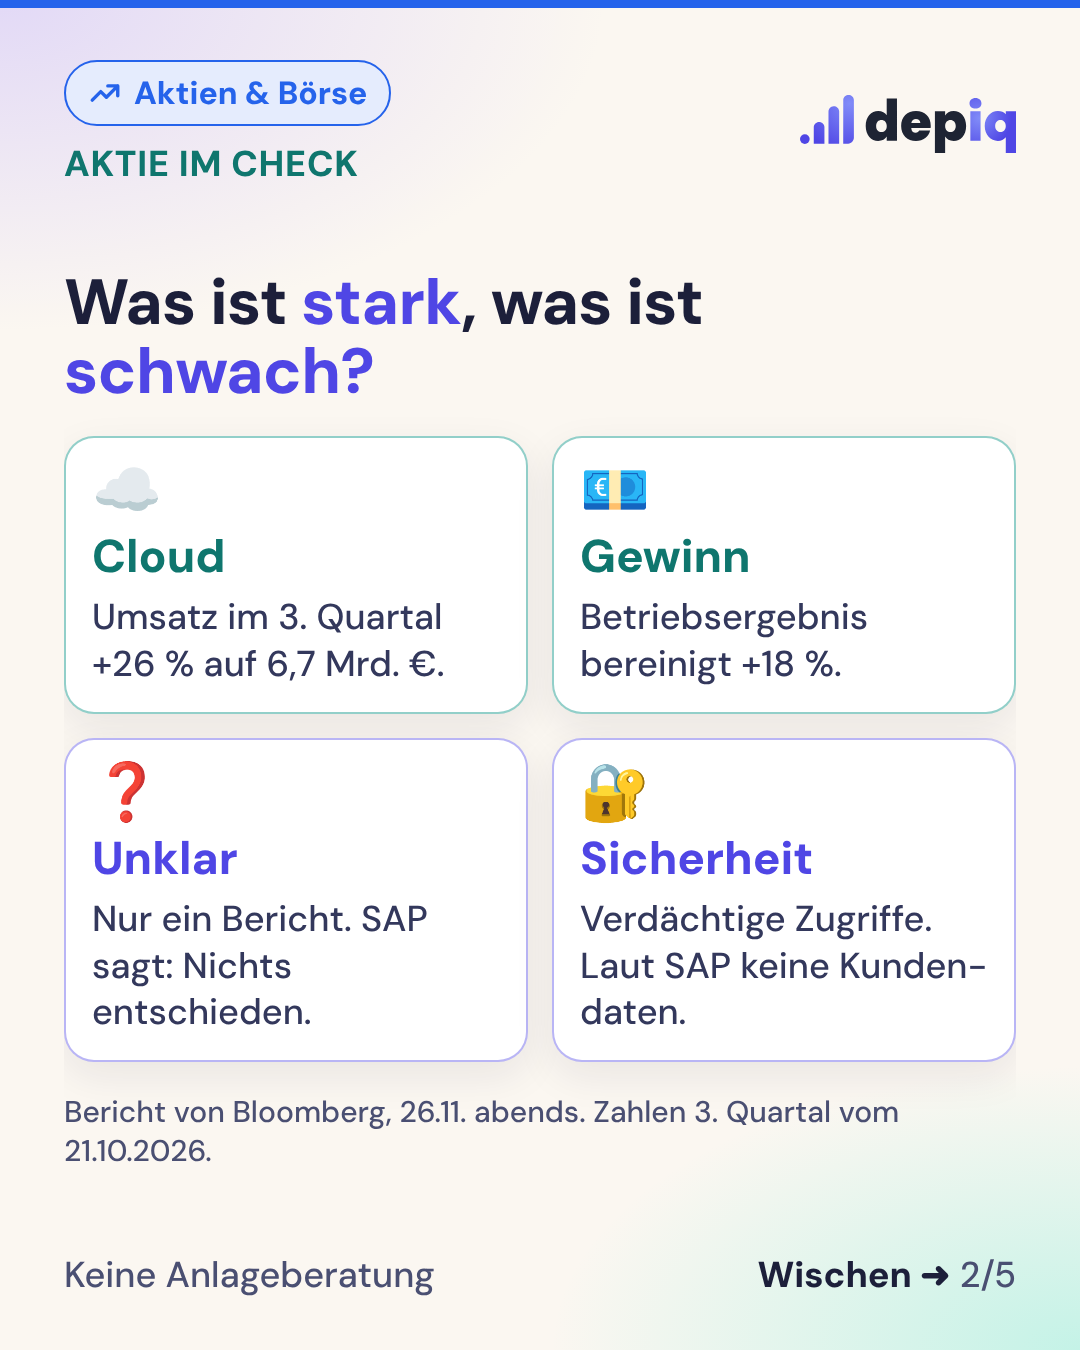 Aktien & Börse
AKTIE IM CHECK
depiq
Was ist stark, was ist
schwach?
Cloud
Umsatz im 3. Quartal
+26 % auf 6,7 Mrd. €.
Gewinn
Betriebsergebnis
bereinigt +18 %.
Unklar
Nur ein Bericht. SAP
sagt: Nichts
entschieden.
Sicherheit
Verdächtige Zugriffe.
Laut SAP keine Kunden-
daten.
Bericht von Bloomberg, 26.11. abends. Zahlen 3. Quartal vom
21.10.2026.
Keine Anlageberatung
Wischen ➜ 2/5